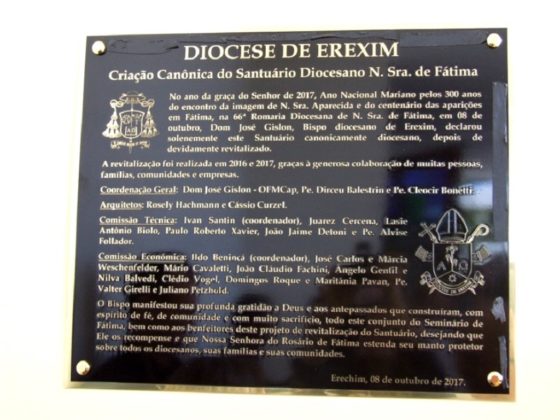 DIOCESE DE EREXIM
Criação Canônica do Santuário Diocesano N. Sra. de Fátima
No ano da graça do Senhor de 2017, Ano Nacional Mariano pelos 300 anos
do encontro da imagem de N. Sra. Aparecida e do centenário das aparições
em Fátima, na 66ª Romaria Diocesana de N. Sra. de Fátima, em 08 de
outubro, Dom José Gislon, Bispo diocesano de Erexim, declarou
solenemente este Santuário canonicamente diocesano, depois de
devidamente revitalizado.
A revitalização foi realizada em 2016 e 2017, graças à generosa colaboração de muitas pessoas,
famílias, comunidades e empresas.
Coordenação Geral: Dom José Gislon - OFMCap, Pe. Dirceu Balestrin e Pe. Cleocir Bonetti.
Arquitetos: Rosely Hachmann e Cássio Curzel.
Comissão Técnica: Ivan Santin (coordenador), Juarez Cercena, Lasie
Antônio Biolo, Paulo Roberto Xavier, João Jaime Detoni e Pe. Alvise
Follador.
Comissão Econômica: Ildo Benincá (coordenador), José Carlos e Márcia
Weschenfelder, Mário Cavaletti, João Cláudio Fachini, Ângelo Gentil e
Nilva Balvedi, Clédio Vogel, Domingos Roque e Maritânia Pavan, Pe.
Valter Girelli e Juliano Petzhold.
O Bispo manifestou sua profunda gratidão a Deus e aos antepassados que construíram, com
espírito de fé, de comunidade e com muito sacrifício, todo este conjunto do Seminário de
Fátima, bem como aos benfeitores deste projeto de revitalização do Santuário, desejando que
Ele os recompense e que Nossa Senhora do Rosário de Fátima estenda seu manto protetor
sobre todos os diocesanos, suas famílias e suas comunidades.
Erechim, 08 de outubro de 2017.